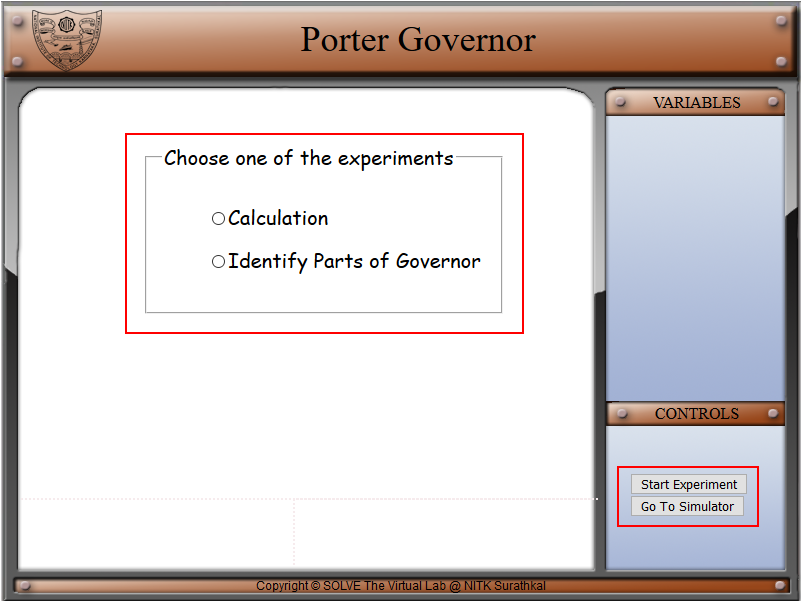 Porter Governor
VARIABLES
Choose one of the experiments
Calculation
Identify Parts of Governor
CONTROLS
Start Experiment
Go To Simulator
Copyright © SOLVE The Virtual Lab @ NITK Surathkal